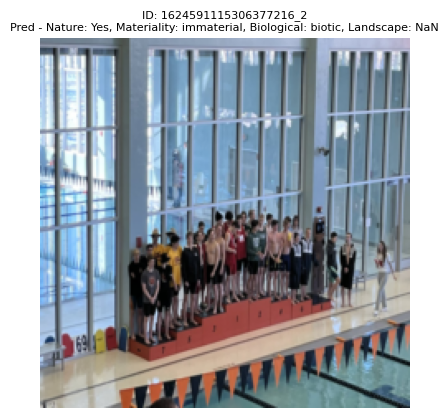 ID: 1624591115306377216_2
Pred - Nature: Yes, Materiality: immaterial, Biological: biotic, Landscape: NaN